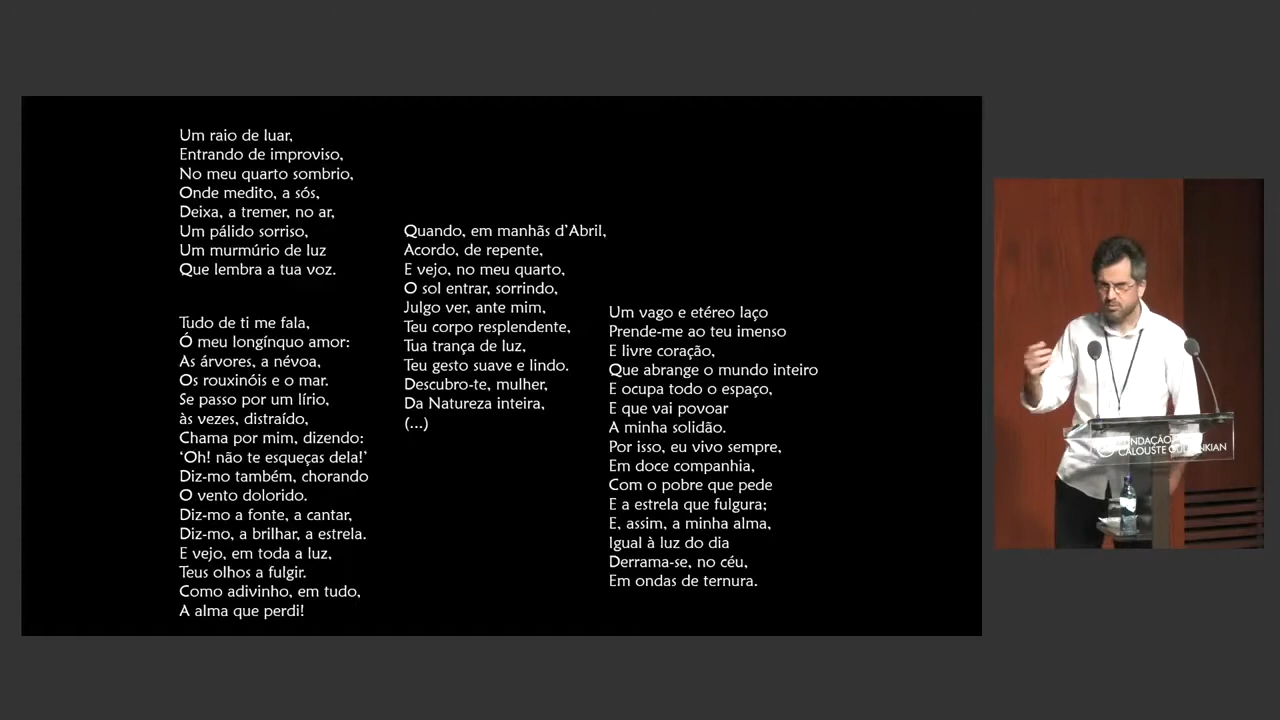 Um raio de luar,
Entrando de improviso,
No meu quarto sombrio,
Onde medito, a sós,
Deixa, a tremer, no ar,
Um pálido sorriso,
Um murmúrio de luz
Que lembra a tua voz.
Tudo de ti me fala,
Ó meu longínquo amor:
As árvores, a névoa,
Os rouxinóis e o mar.
Se passo por um lírio,
às vezes, distraído,
Chama por mim, dizendo:
‘Oh! não te esqueças dela!’
Diz-mo também, chorando
O vento dolorido.
Diz-mo a fonte, a cantar,
Diz-mo, a brilhar, a estrela.
E vejo, em toda a luz,
Teus olhos a fulgir.
Como adivinho, em tudo,
A alma que perdi!
Quando, em manhãs d’Abril,
Acordo, de repente,
E vejo, no meu quarto,
O sol entrar, sorrindo,
Julgo ver, ante mim,
Teu corpo resplendente,
Tua trança de luz,
Teu gesto suave e lindo.
Descubro-te, mulher,
Da Natureza inteira,
(...)
Um vago e etéreo laço
Prende-me ao teu imenso
E livre coração,
Que abrange o mundo inteiro
E ocupa todo o espaço,
E que vai povoar
A minha solidão.
Por isso, eu vivo sempre,
Em doce companhia,
Com o pobre que pede
E a estrela que fulgura;
E, assim, a minha alma,
Igual à luz do dia
Derrama-se, no céu,
Em ondas de ternura.
FUNDAÇÃO
CALOUSTE GULBENKIAN